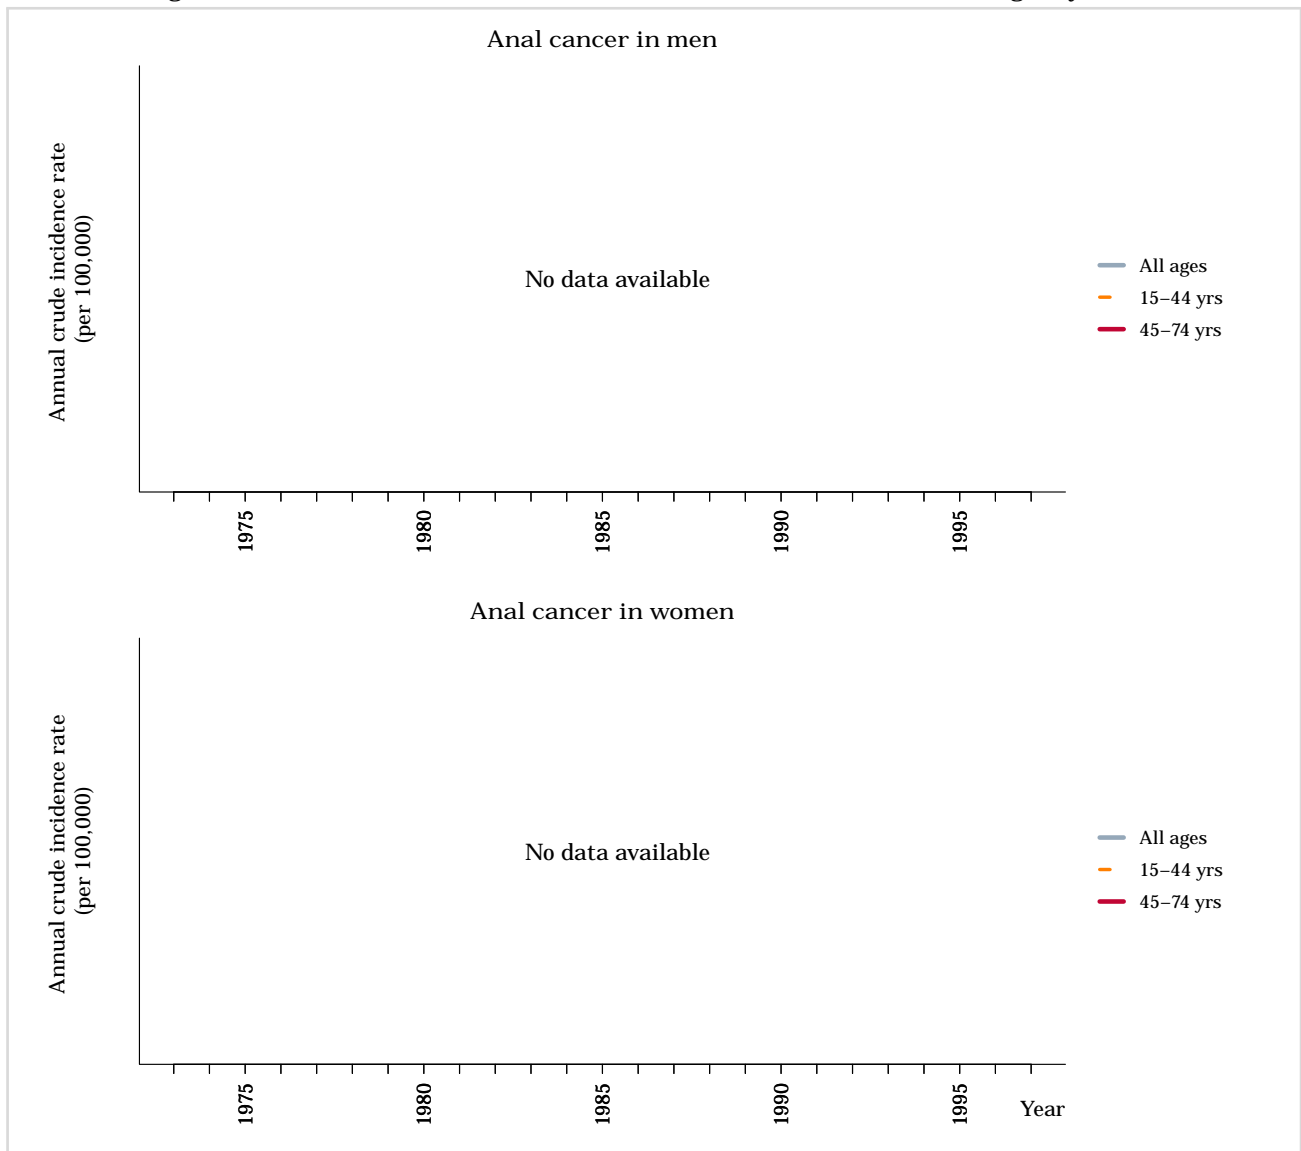 Anal cancer in men
Annual crude incidence rate
(per 100,000)
No data available
All ages
15–44 yrs
45–74 yrs
1975
1980
1985
1990
1995
Anal cancer in women
Annual crude incidence rate
(per 100,000)
No data available
All ages
15–44 yrs
45–74 yrs
1975
1980
1985
1990
1995
Year